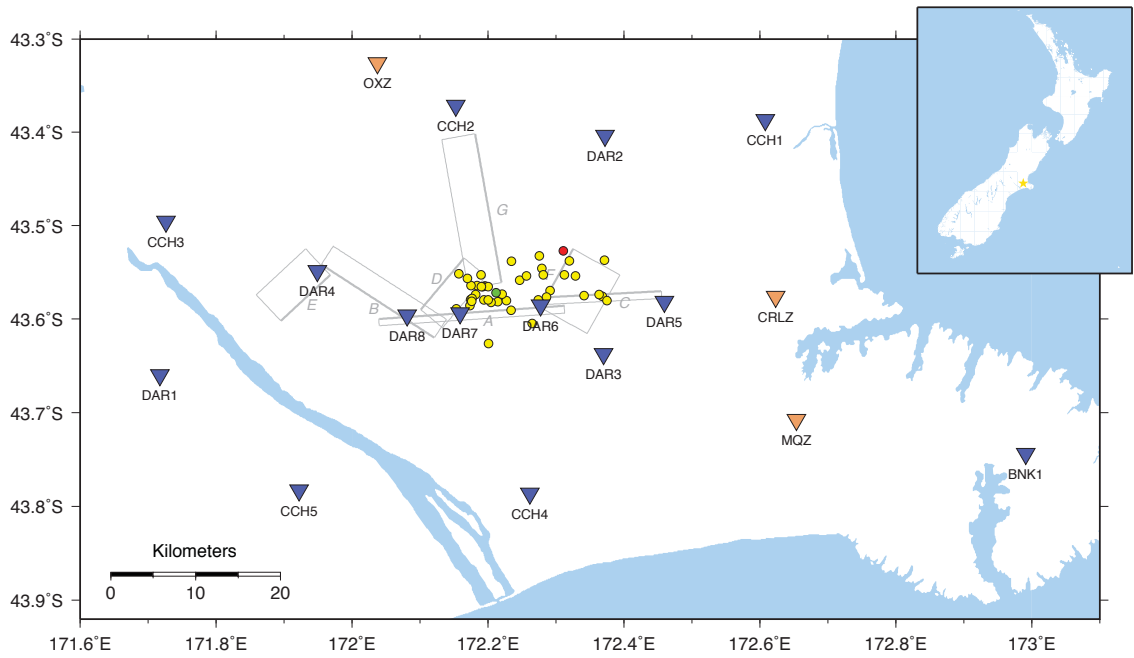 43.3˚S
OXZ
CCH2
43.4˚S
CCH1
DAR2
G
43.5˚S
CCH3
D
F
DAR4
E
B
C
43.6˚S
A
DAR8
DAR7
DAR6
DAR5
CRLZ
DAR3
DAR1
43.7˚S
MQZ
BNK1
43.8˚S
CCH5
CCH4
Kilometers
0
10
20
43.9˚S
171.6˚E
171.8˚E
172˚E
172.2˚E
172.4˚E
172.6˚E
172.8˚E
173˚E